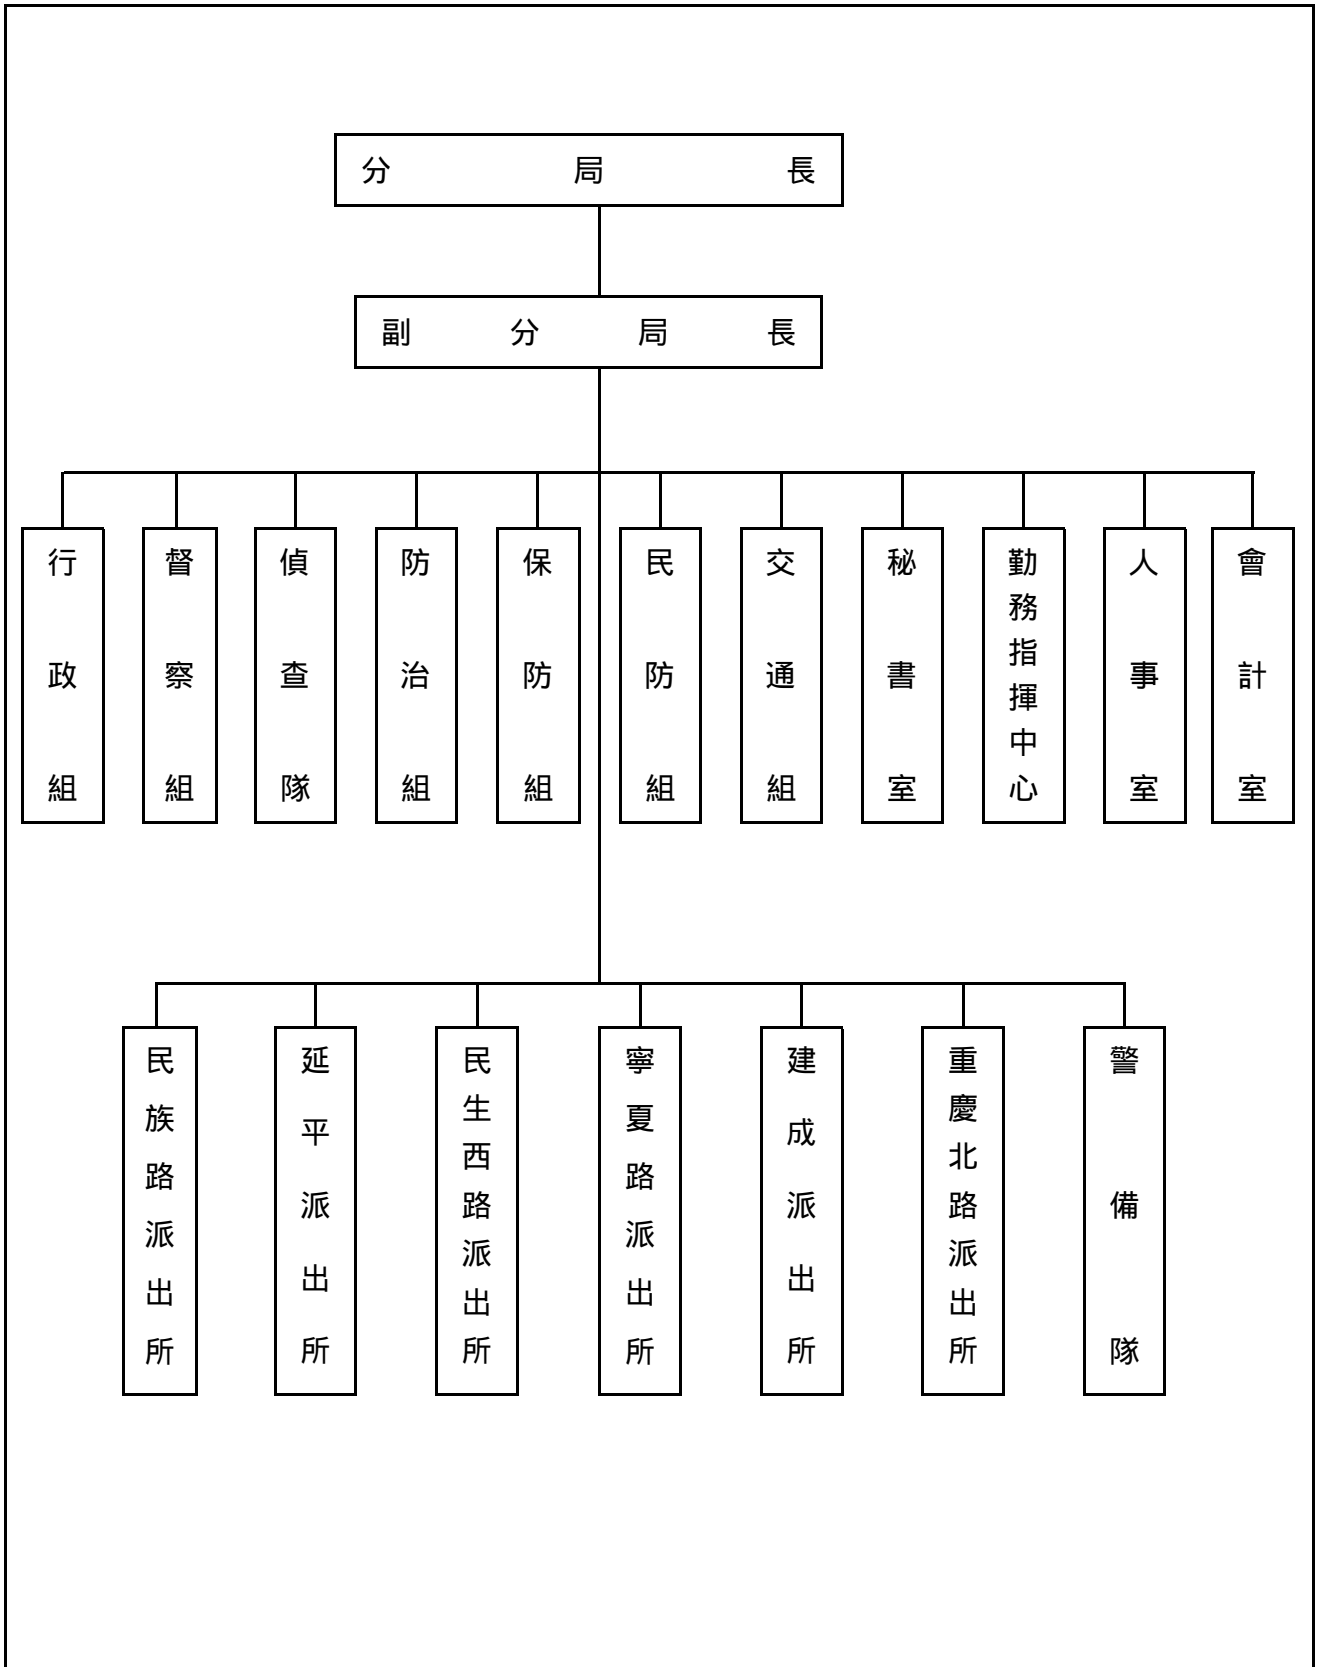 分局長
副分局長
行政組
督察組
偵查隊
防治組
保防組
民防組
交通組
秘書室
勤務指揮中心
人事室
會計室
民族路派出所
延平派出所
民生西路派出所
寧夏路派出所
建成派出所
重慶北路派出所
警備隊